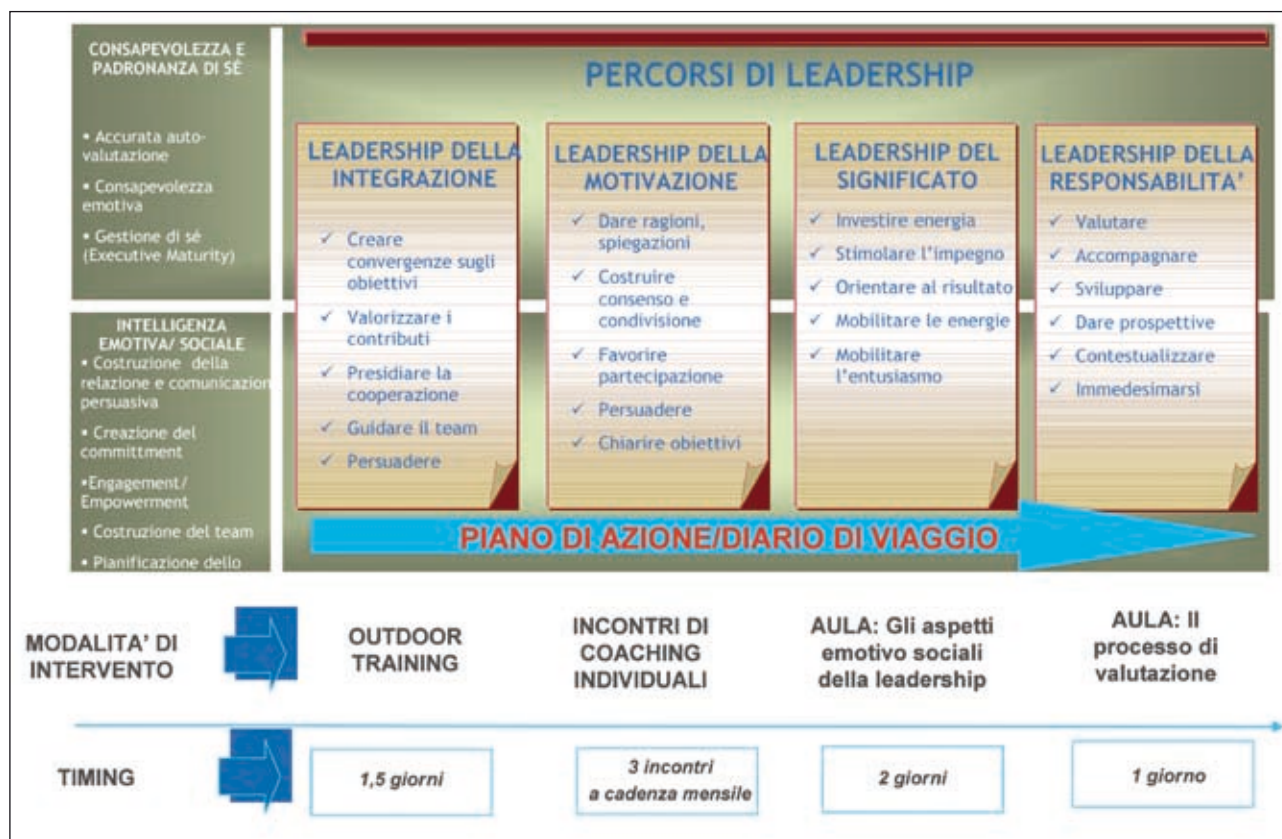 CONSAPEVOLEZZA E
PADRONANZA DI SÉ
▪ Accurata auto-
valutazione
▪ Consapevolezza
emotiva
▪ Gestione di sé
(Executive Maturity)
INTELLIGENZA
EMOTIVA/ SOCIALE
▪ Costruzione della
relazione e comunicazion
persuasiva
▪ Creazione del
committment
▪Engagement/
Empowerment
▪ Costruzione del team
▪ Pianificazione dello
PERCORSI DI LEADERSHIP
LEADERSHIP DELLA
INTEGRAZIONE
✓ Creare
convergenze sugli
obiettivi
✓ Valorizzare i
contributi
✓ Presidiare la
cooperazione
✓ Guidare il team
✓ Persuadere
LEADERSHIP DELLA
MOTIVAZIONE
✓ Dare ragioni,
spiegazioni
✓ Costruire
consenso e
condivisione
✓ Favorire
partecipazione
✓ Persuadere
✓ Chiarire obiettivi
LEADERSHIP DEL
SIGNIFICATO
✓ Investire energia
✓ Stimolare l'impegno
✓ Orientare al risultato
✓ Mobilitare le energie
✓ Mobilitare
l'entusiasmo
LEADERSHIP DELLA
RESPONSABILITA'
✓ Valutare
✓ Accompagnare
✓ Sviluppare
✓ Dare prospettive
✓ Contestualizzare
✓ Immedesimarsi
PIANO DI AZIONE/DIARIO DI VIAGGIO
MODALITA' DI
INTERVENTO
OUTDOOR
TRAINING
INCONTRI DI
COACHING
INDIVIDUALI
AULA: Gli aspetti
emotivo sociali
della leadership
AULA: Il
processo di
valutazione
TIMING
1,5 giorni
3 incontri
a cadenza mensile
2 giorni
1 giorno